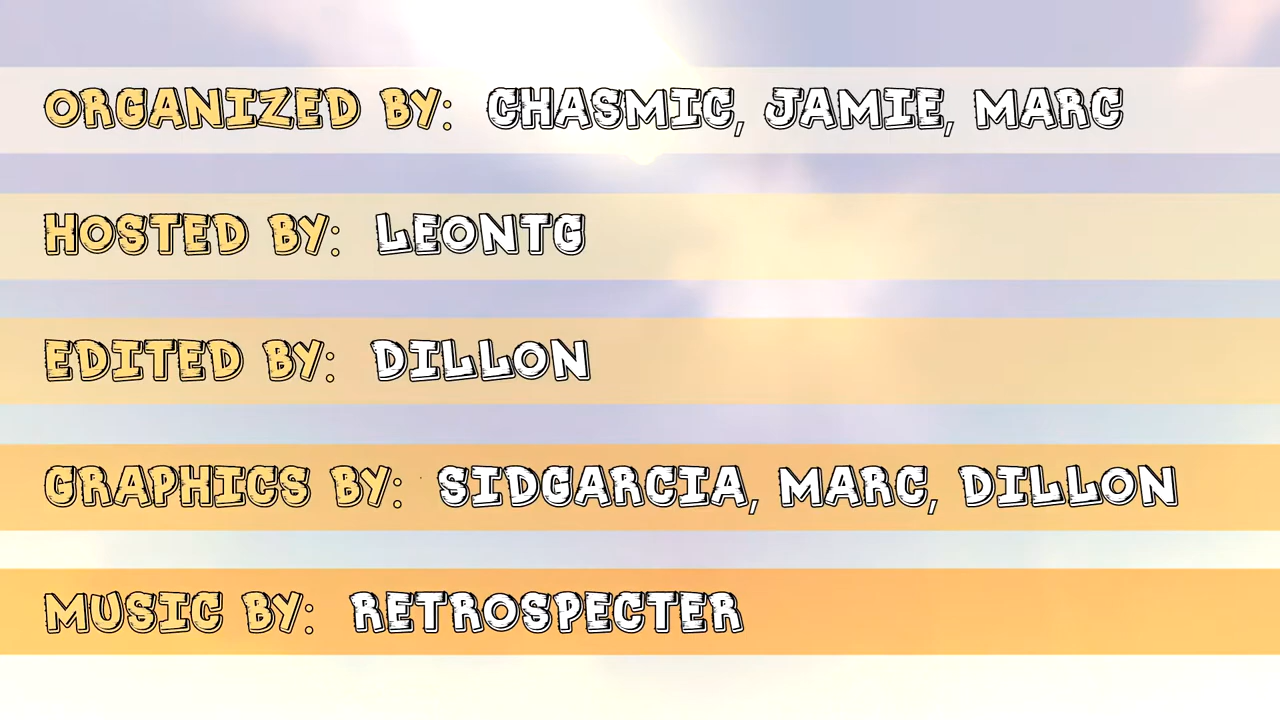 ORGANIZED BY: CHASMIC, JAMIE, MARC
HOSTED BY: LEONTG
EDITED BY: DILLON
GRAPHICS BY: SIDGARCIA, MARC, DILLON
MUSIC BY: RETROSPECTER